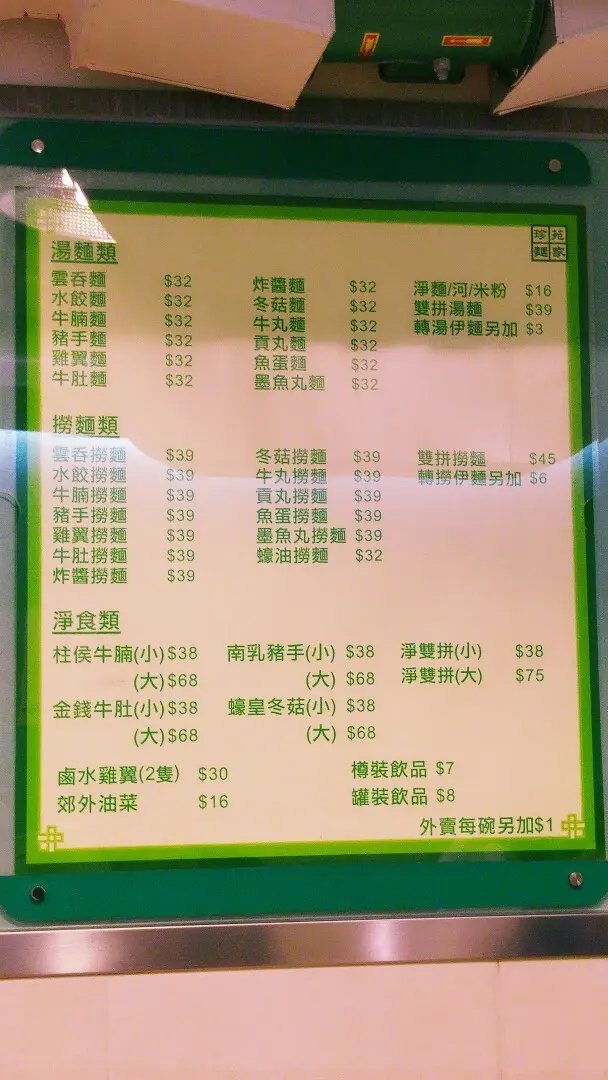 珍苑
麵家
湯麵類
雲呑麵 $32 炸醬麵 $32 淨麵/河/米粉 $16
水餃麵 $32 冬菇麵 $32 雙拼湯麵 $39
牛腩麵 $32 牛丸麵 $32 轉湯伊麵另加 $3
豬手麵 $32 貢丸麵 $32
雞翼麵 $32 魚蛋麵 $32
牛肚麵 $32 墨魚丸麵 $32
撈麵類
雲呑撈麵 $39 冬菇撈麵 $39 雙拼撈麵 $45
水餃撈麵 $39 牛丸撈麵 $39 轉撈伊麵另加 $6
牛腩撈麵 $39 貢丸撈麵 $39
豬手撈麵 $39 魚蛋撈麵 $39
雞翼撈麵 $39 墨魚丸撈麵 $39
牛肚撈麵 $39 蠔油撈麵 $32
炸醬撈麵 $39
淨食類
柱侯牛腩(小) $38 南乳豬手(小) $38 淨雙拼(小) $38
(大) $68 (大) $68 淨雙拼(大) $75
金錢牛肚(小) $38 蠔皇冬菇(小) $38
(大) $68 (大) $68
鹵水雞翼(2隻) $30 樽裝飲品 $7
郊外油菜 $16 罐裝飲品 $8
外賣每碗另加$1